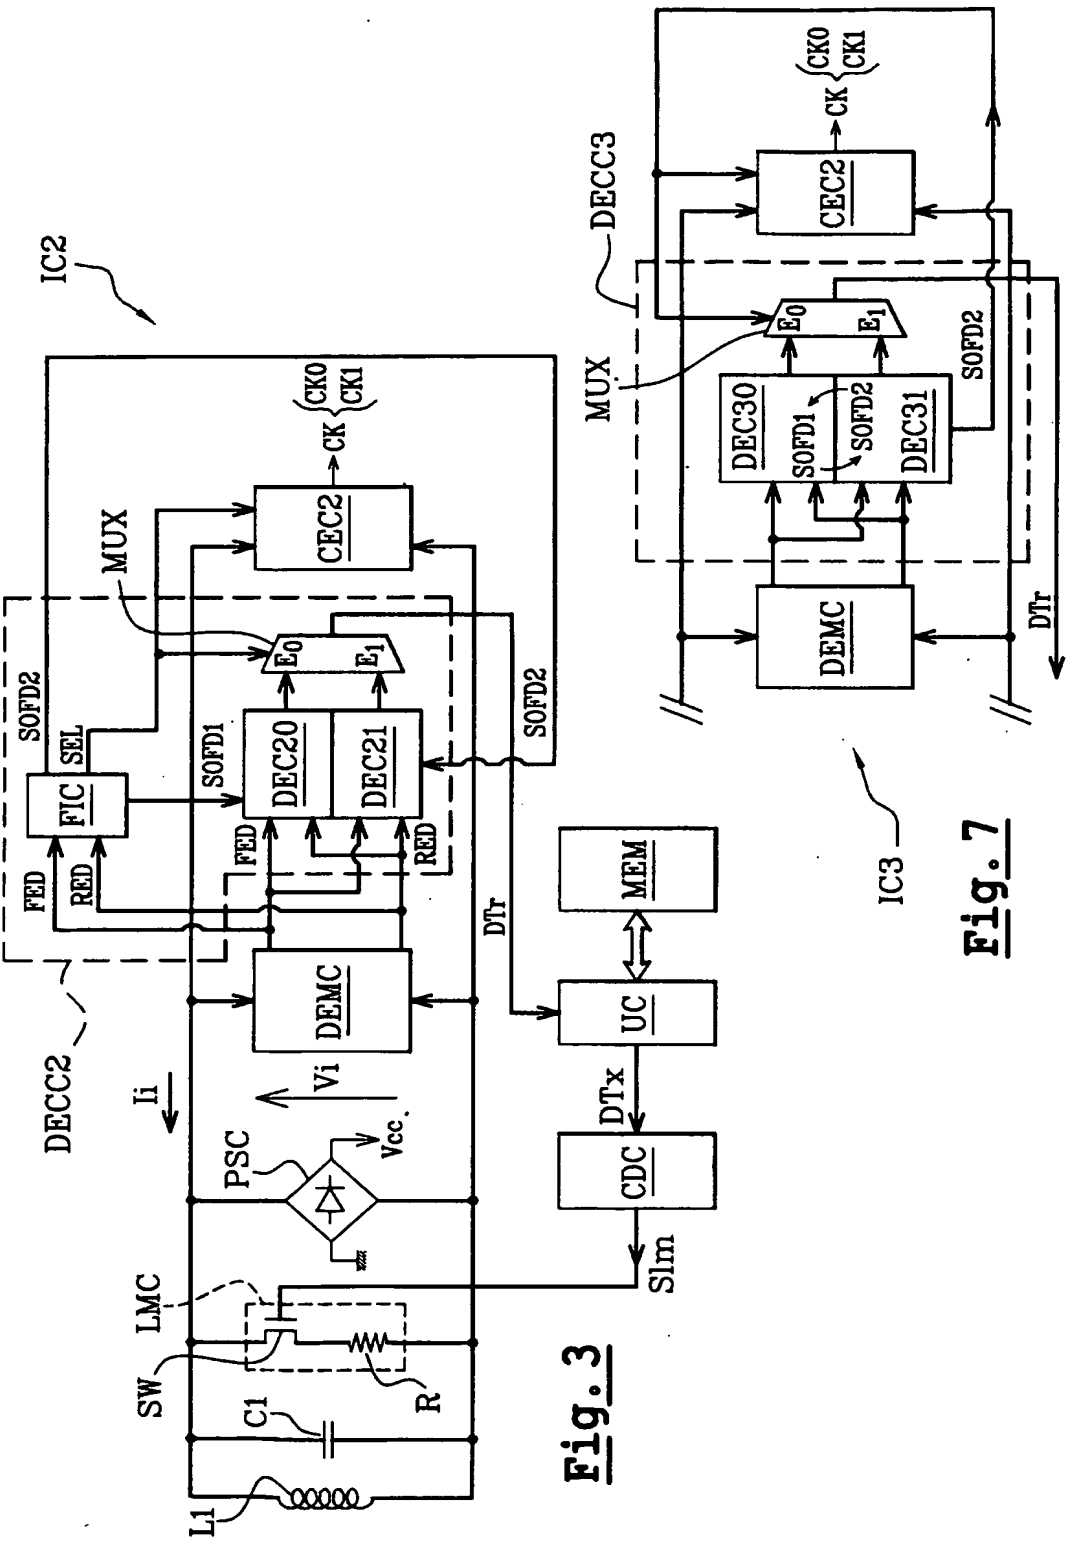 IC2
DECC2
SOFD2
FIC
SEL
FED
RED
SOFD1
MUX
FED
RED
DEC20
DEC21
E0
E1
SOFD2
CEC2
CK
CK0
CK1
DEMC
DTr
Ii
Vi
PSC
Vcc
LMC
SW
R
C1
L1
MEM
UC
DTx
CDC
Slm
Fig. 3
DECC3
MUX
CEC2
CK
CK0
CK1
E0
E1
DEC30
SOFD1
SOFD2
DEC31
SOFD2
DEMC
DTr
IC3
Fig. 7